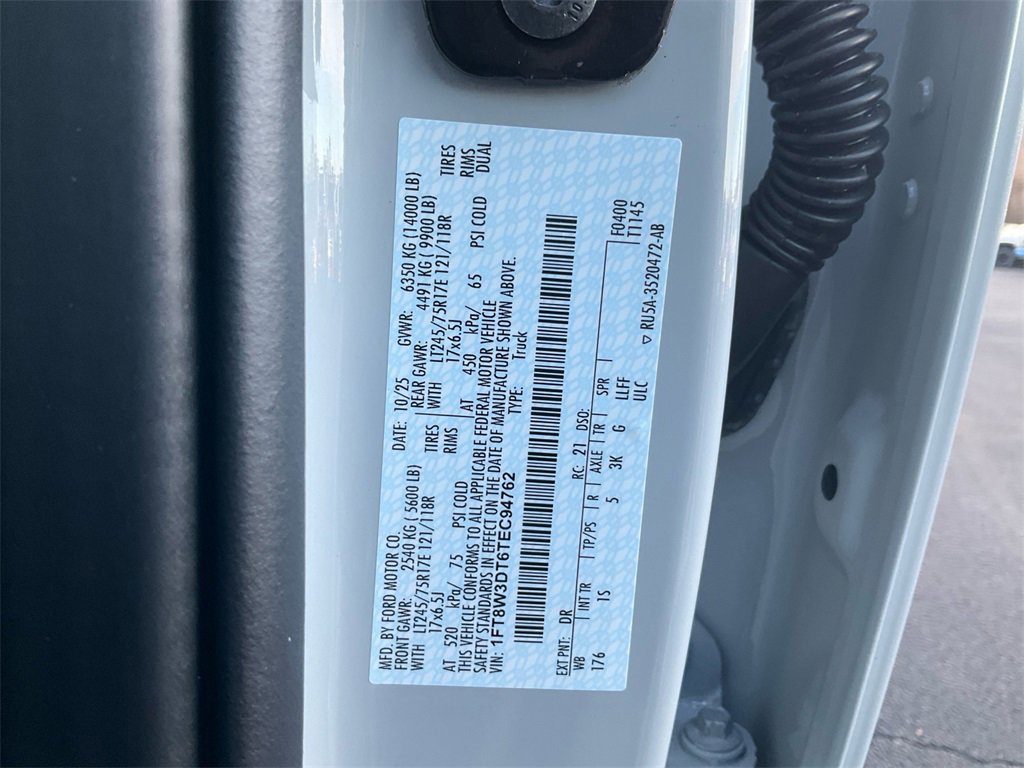 10
MFD. BY FORD MOTOR CO. DATE: 10/25 GVWR: 6350 KG (14000 LB)
FRONT GAWR: 2540 KG ( 5600 LB) REAR GAWR: 4491 KG ( 9900 LB)
WITH LT245/75R17E 121/118R TIRES WITH LT245/75R17E 121/118R TIRES
17x6.5J RIMS 17x6.5J RIMS
AT 520 kPa/ 75 PSI COLD AT 450 kPa/ 65 PSI COLD DUAL
THIS VEHICLE CONFORMS TO ALL APPLICABLE FEDERAL MOTOR VEHICLE
SAFETY STANDARDS IN EFFECT ON THE DATE OF MANUFACTURE SHOWN ABOVE.
VIN: 1FT8W3DT6TEC94762 TYPE: Truck
EXT PNT: DR RC: 21 DSO: F0400
WB INT TR TP/PS R AXLE TR SPR T1145
176 1S 5 3K G LLFF
ULC ▽ RU5A-3520472-AB